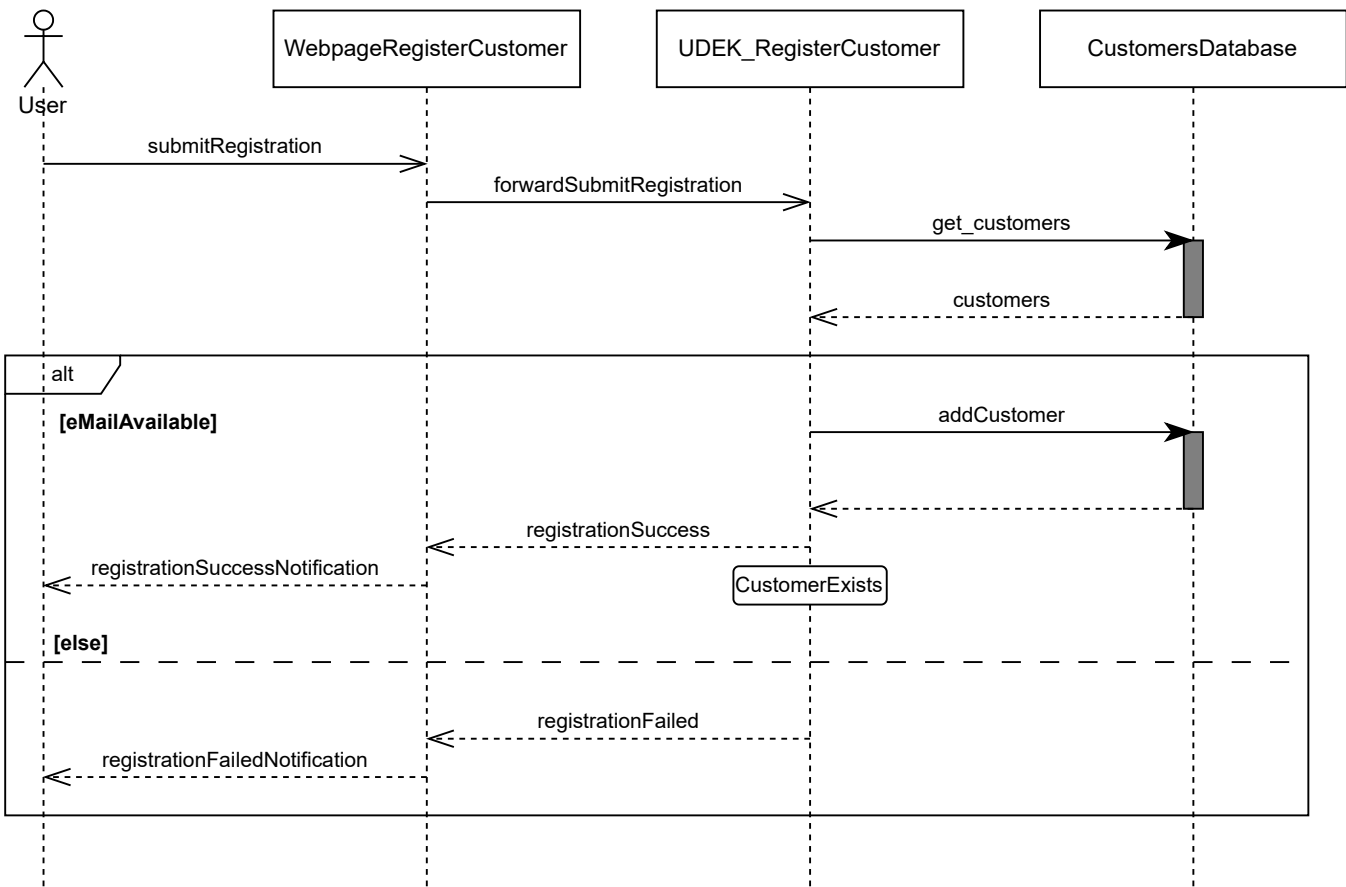 WebpageRegisterCustomer
UDEK_RegisterCustomer
CustomersDatabase
User
submitRegistration
forwardSubmitRegistration
get_customers
customers
alt
[eMailAvailable]
addCustomer
registrationSuccess
registrationSuccessNotification
CustomerExists
[else]
registrationFailed
registrationFailedNotification